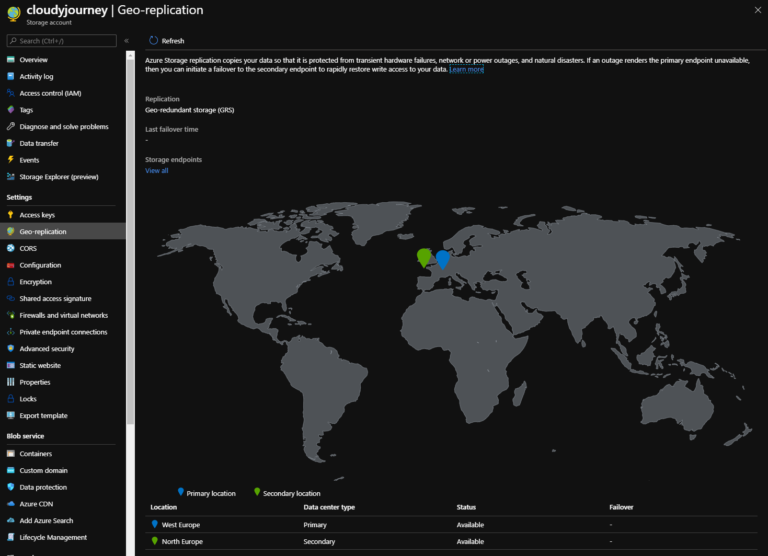 cloudyjourney | Geo-replication
Storage account
Search (Ctrl+/)
Overview
Activity log
Access control (IAM)
Tags
Diagnose and solve problems
Data transfer
Events
Storage Explorer (preview)
Settings
Access keys
Geo-replication
CORS
Configuration
Encryption
Shared access signature
Firewalls and virtual networks
Private endpoint connections
Advanced security
Static website
Properties
Locks
Export template
Blob service
Containers
Custom domain
Data protection
Azure CDN
Add Azure Search
Lifecycle Management
Refresh
Azure Storage replication copies your data so that it is protected from transient hardware failures, network or power outages, and natural disasters. If an outage renders the primary endpoint unavailable,
then you can initiate a failover to the secondary endpoint to rapidly restore write access to your data. Learn more
Replication
Geo-redundant storage (GRS)
Last failover time
-
Storage endpoints
View all
Primary location Secondary location
Location Data center type Status Failover
West Europe Primary Available -
North Europe Secondary Available -